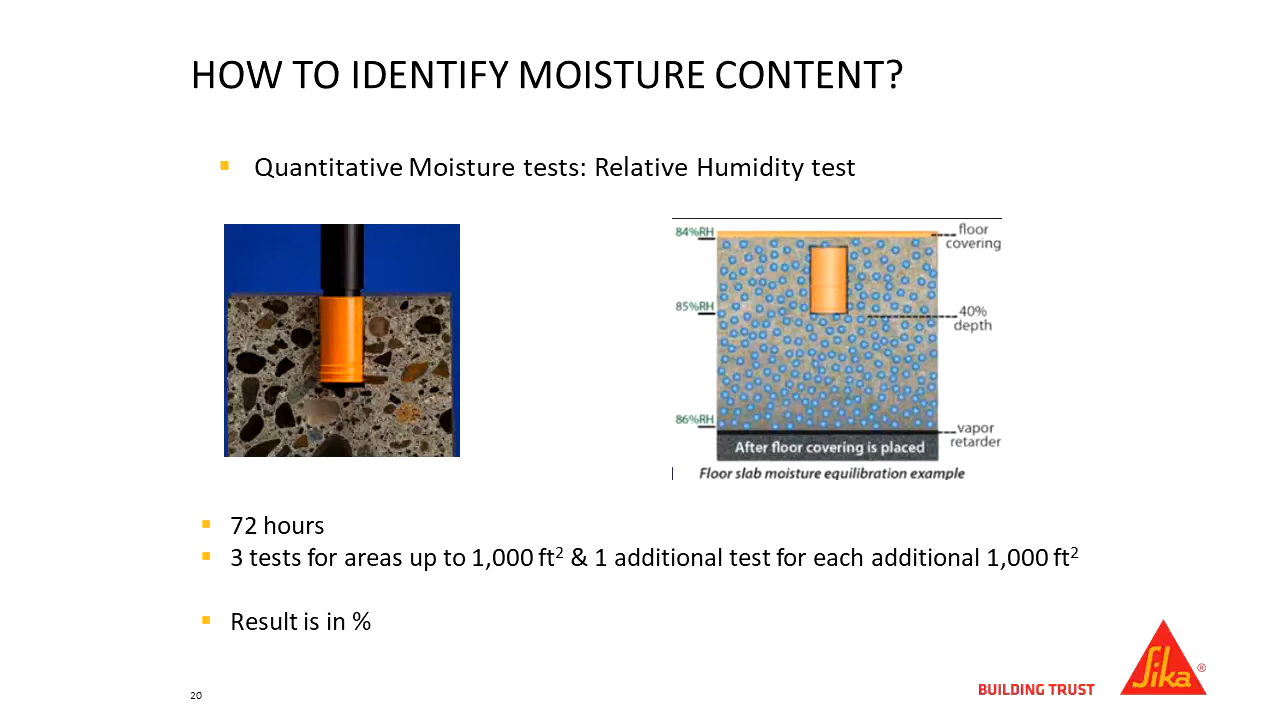 HOW TO IDENTIFY MOISTURE CONTENT?
Quantitative Moisture tests: Relative Humidity test
84%RH
floor
covering
85%RH
40%
depth
86%RH
vapor
retarder
After floor covering is placed
Floor slab moisture equilibration example
72 hours
3 tests for areas up to 1,000 ft² & 1 additional test for each additional 1,000 ft²
Result is in %
20
BUILDING TRUST
Sika®